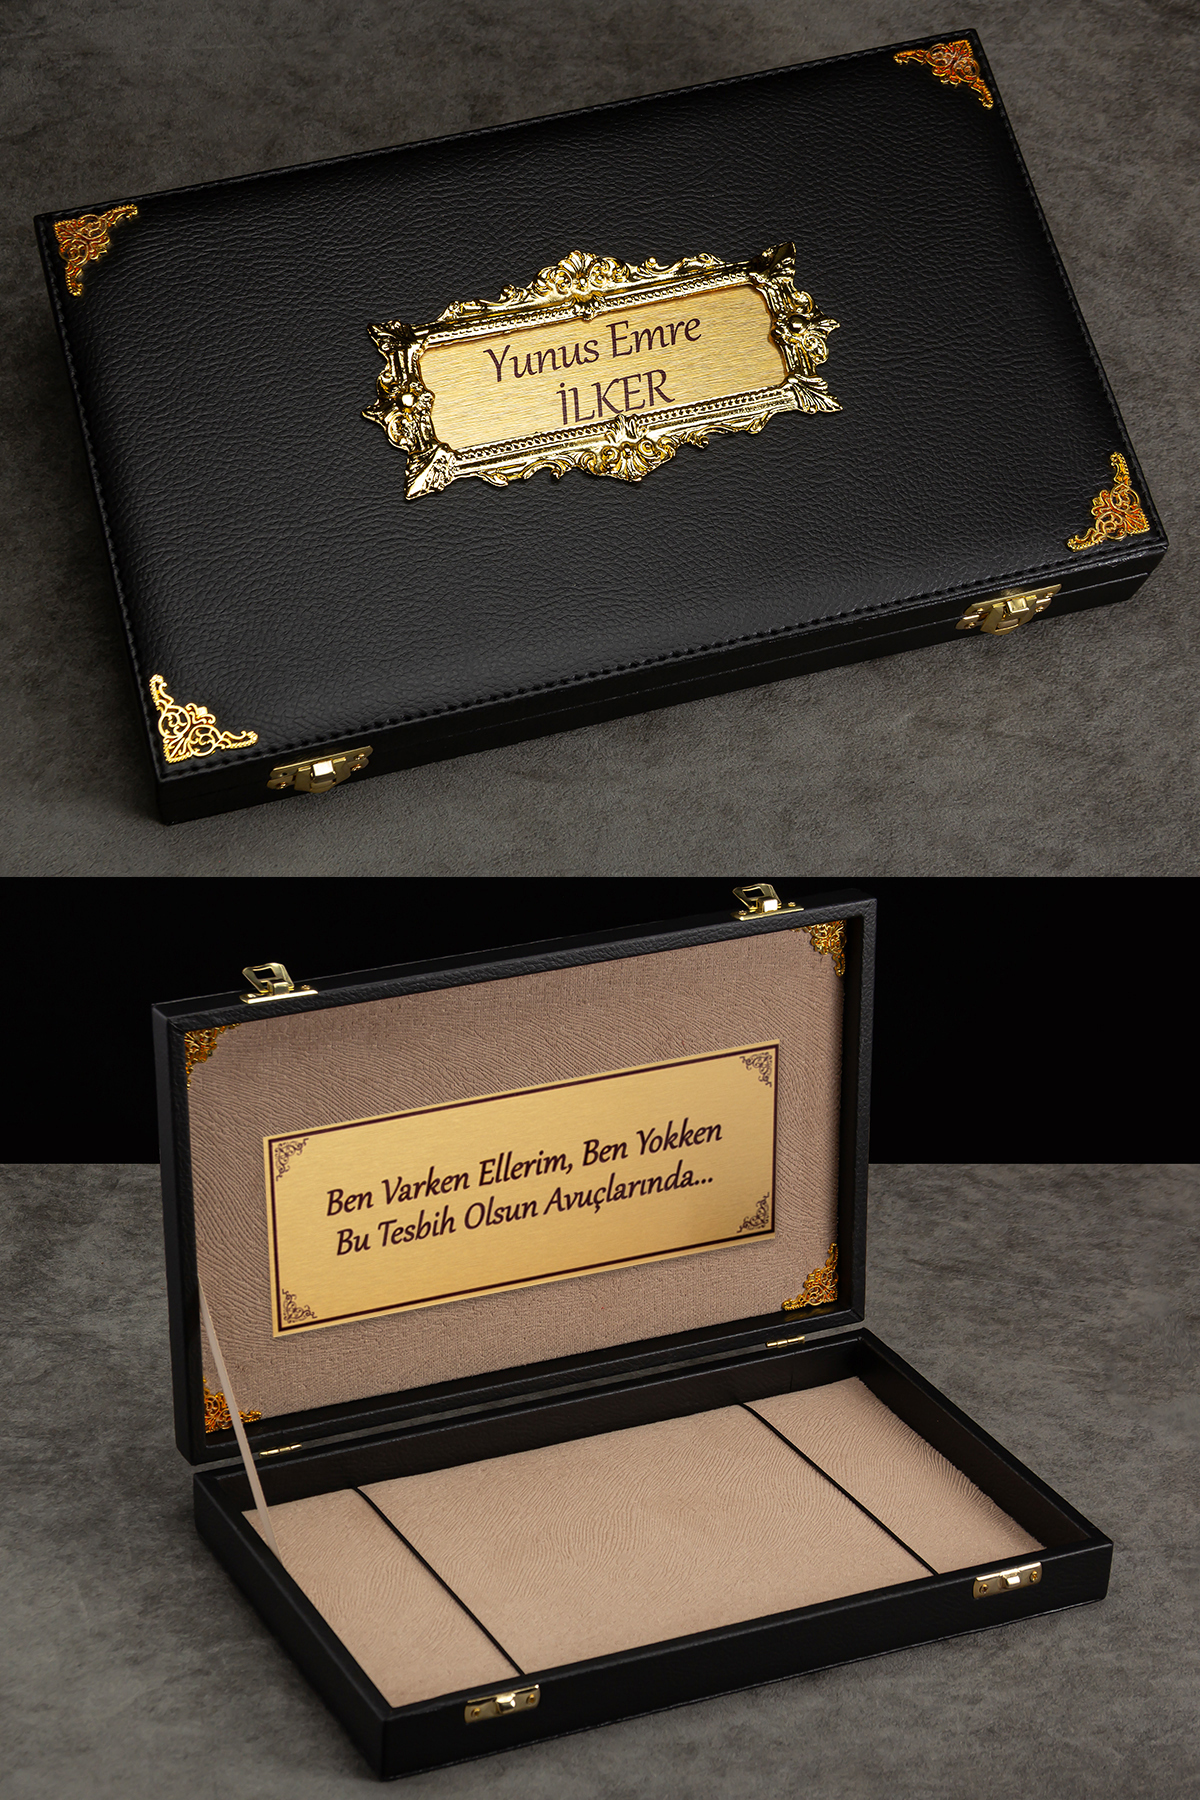 Yunus Emre
İLKER
Ben Varken Ellerim, Ben Yokken
Bu Tesbih Olsun Avuçlarında...